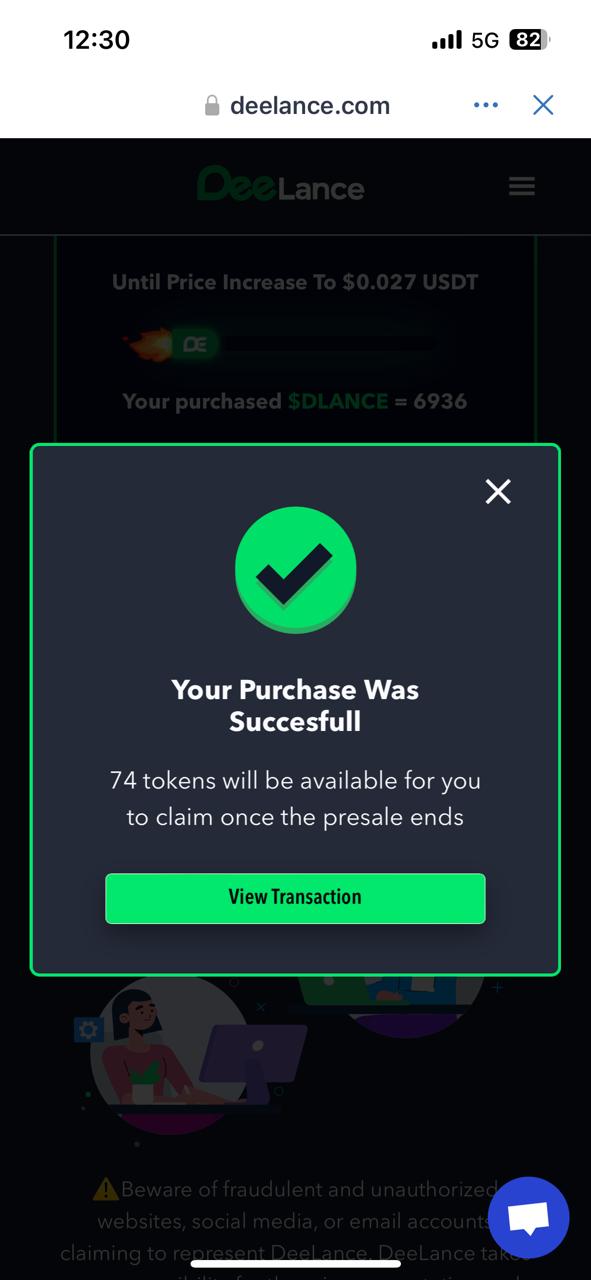 12:30
5G
82
deelance.com
DeeLance
Until Price Increase To $0.027 USDT
DE
Your purchased $DLANCE = 6936
Your Purchase Was
Succesfull
74 tokens will be available for you
to claim once the presale ends
View Transaction
Beware of fraudulent and unauthorized
websites, social media, or email accounts
claiming to represent DeeLance. DeeLance takes